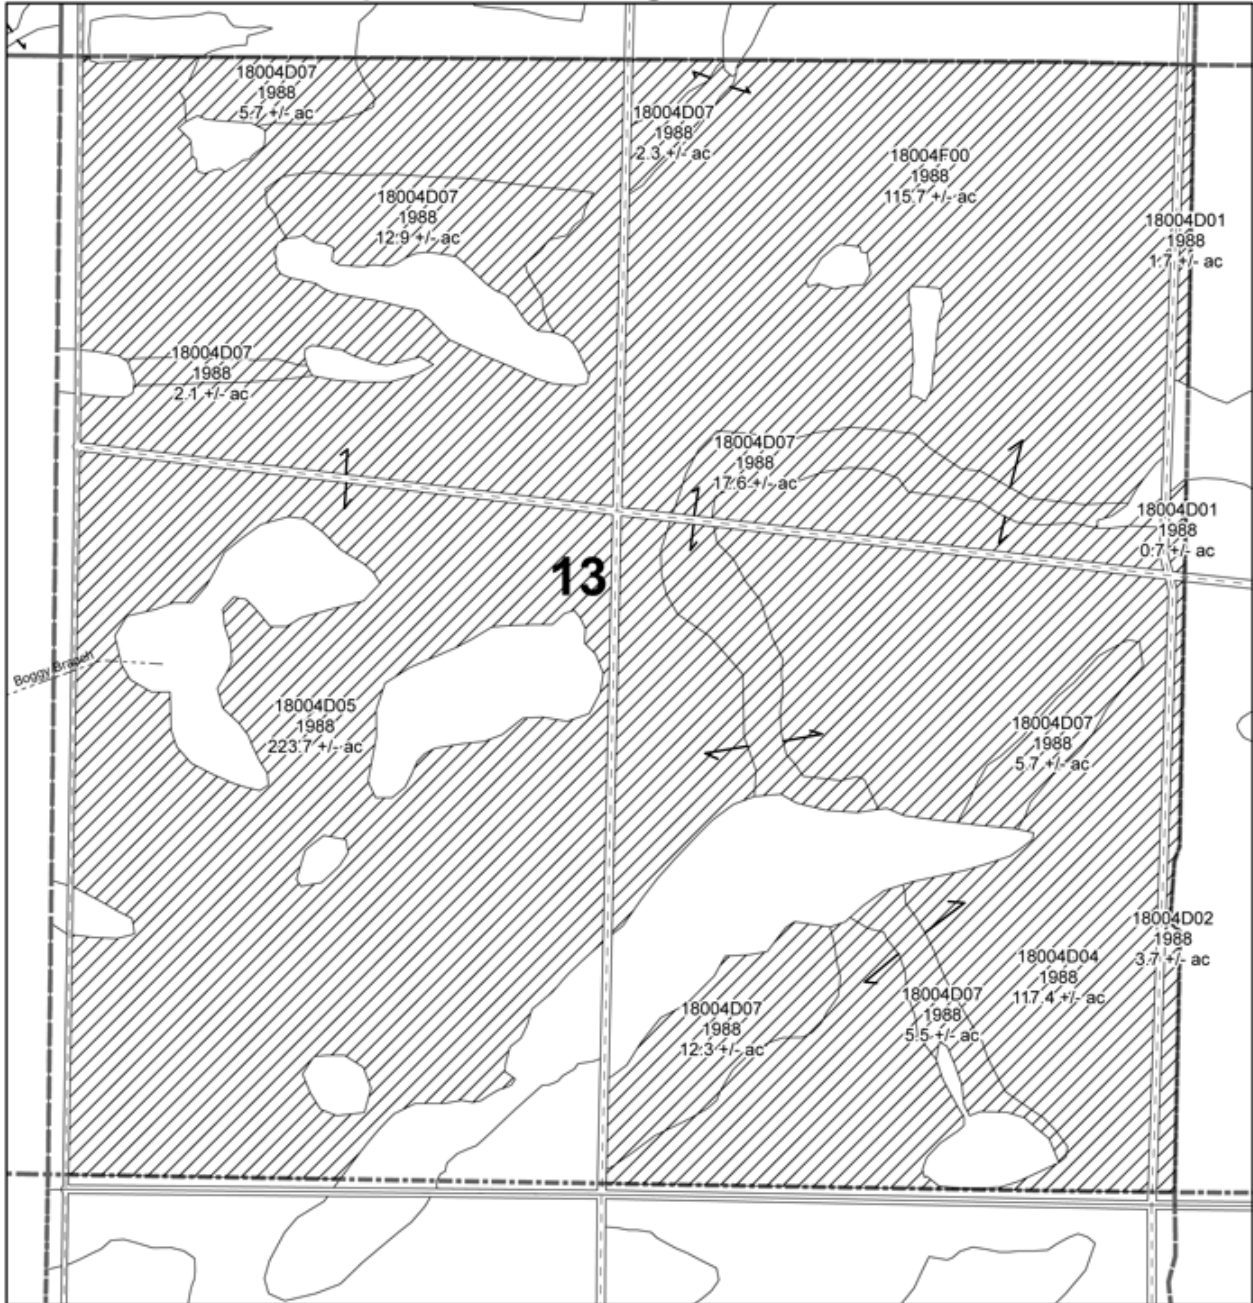 18004D07
1988
5.7 +/- ac
18004D07
1988
2.3 +/- ac
18004F00
1988
115.7 +/- ac
18004D07
1988
12.9 +/- ac
18004D01
1988
1.7 +/- ac
18004D07
1988
2.1 +/- ac
18004D07
1988
17.6 +/- ac
18004D01
1988
0.7 +/- ac
13
Boggy Branch
18004D05
1988
223.7 +/- ac
18004D07
1988
5.7 +/- ac
18004D02
1988
3.7 +/- ac
18004D04
1988
117.4 +/- ac
18004D07
1988
5.5 +/- ac
18004D07
1988
12.3 +/- ac